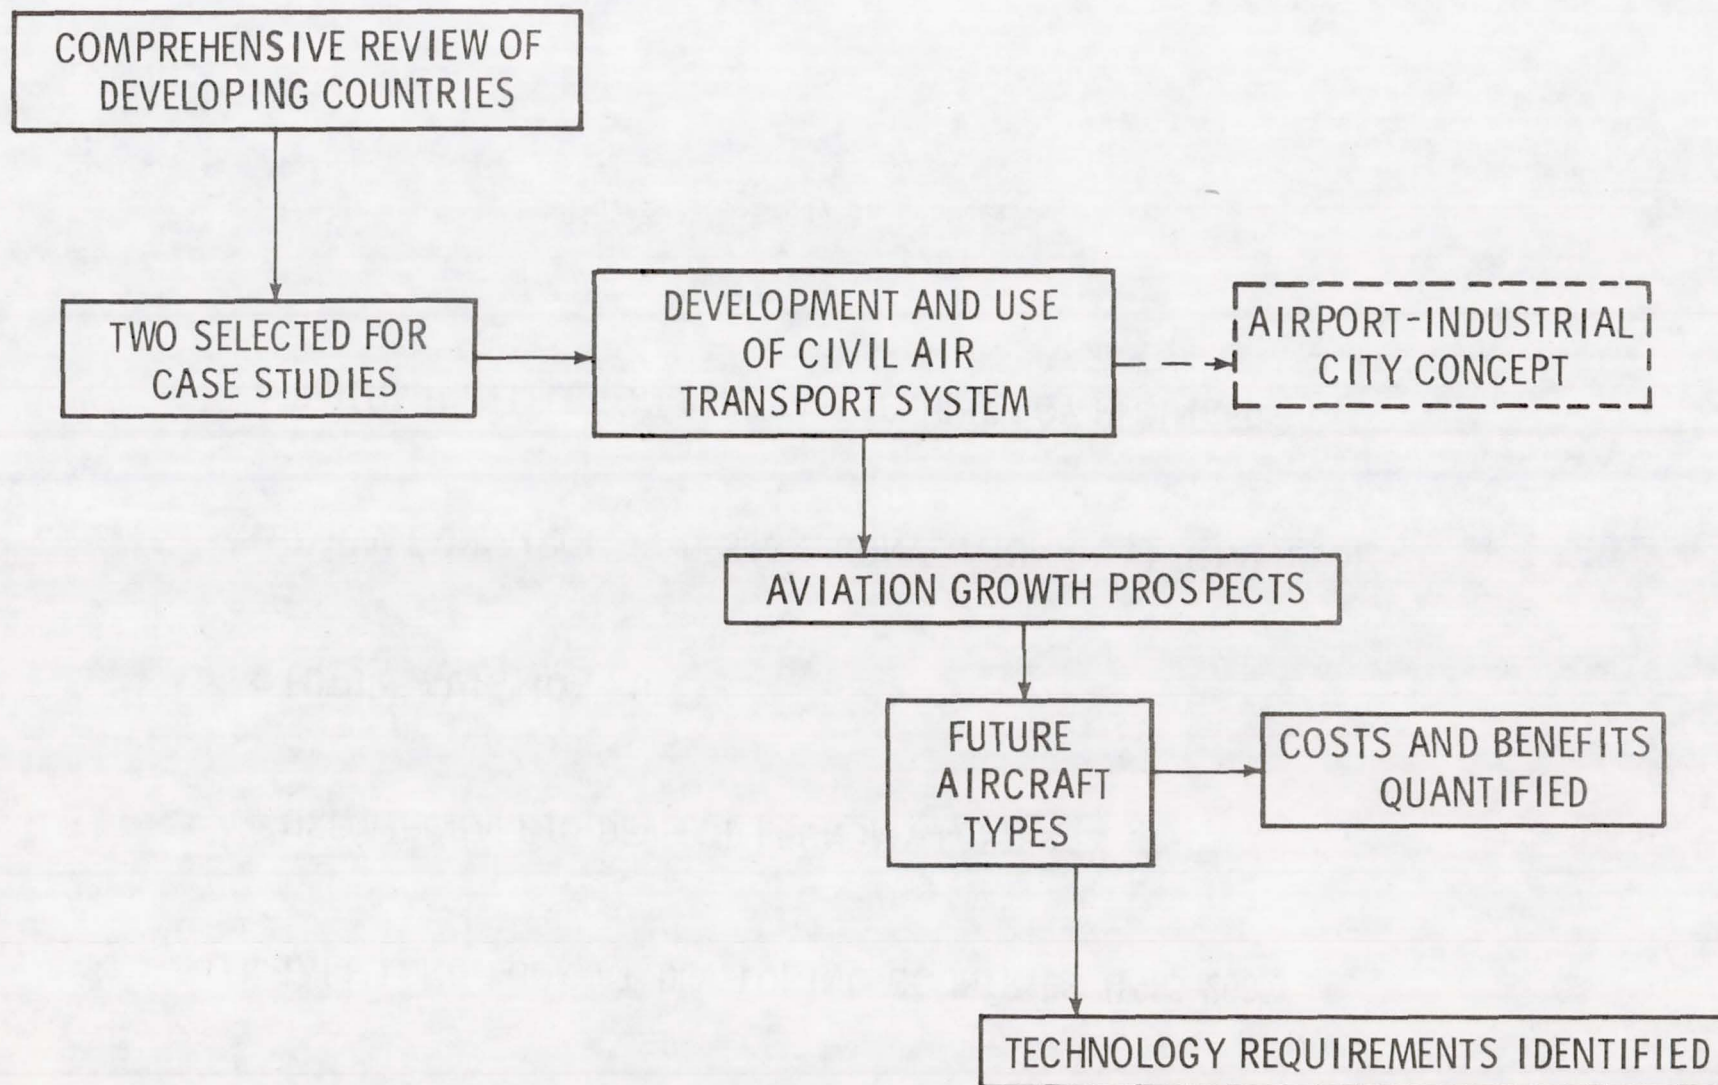 COMPREHENSIVE REVIEW OF
DEVELOPING COUNTRIES
TWO SELECTED FOR
CASE STUDIES
DEVELOPMENT AND USE
OF CIVIL AIR
TRANSPORT SYSTEM
AIRPORT-INDUSTRIAL
CITY CONCEPT
AVIATION GROWTH PROSPECTS
FUTURE
AIRCRAFT
TYPES
COSTS AND BENEFITS
QUANTIFIED
TECHNOLOGY REQUIREMENTS IDENTIFIED